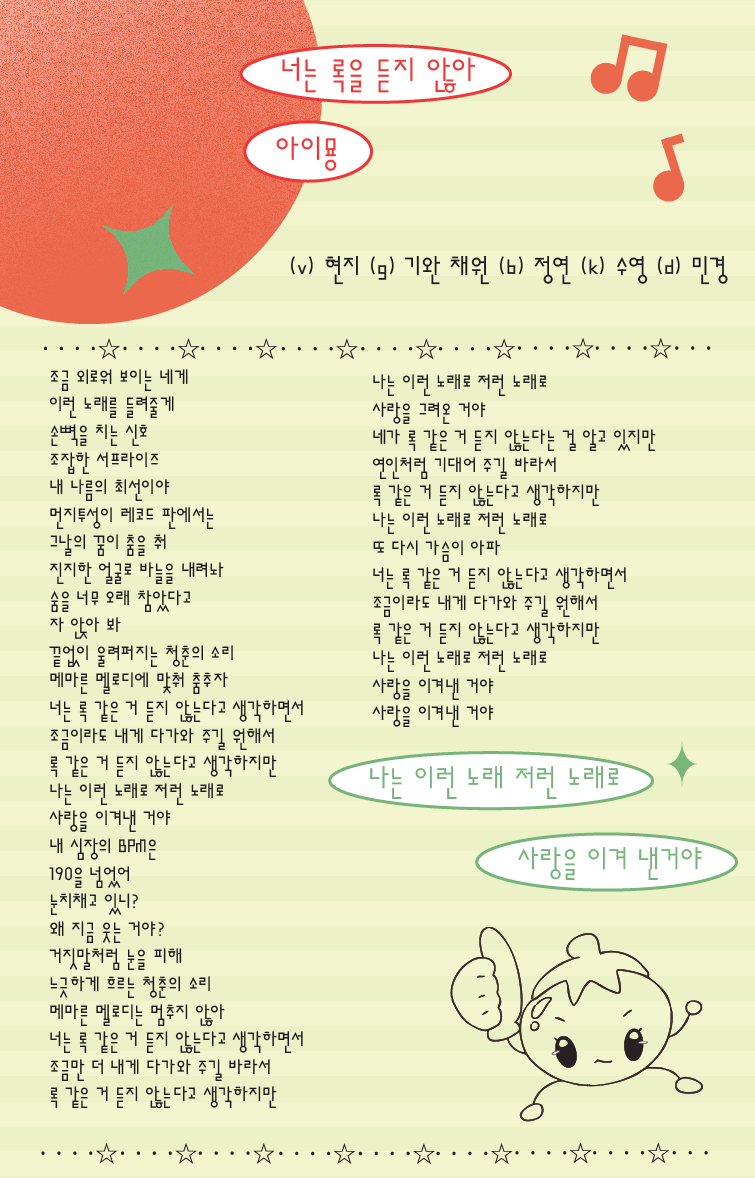 너는 록을 듣지 않아
아이묭
(v) 현지 (g) 기완 채원 (b) 정연 (k) 수영 (d) 민경
조금 외로워 보이는 네게
이런 노래를 들려줄게
손뼉을 치는 신호
조잡한 서프라이즈
내 나름의 최선이야
먼지투성이 레코드 판에서는
그날의 꿈이 춤을 춰
진지한 얼굴로 바늘을 내려놔
숨을 너무 오래 참았다고
자 앉아 봐
끝없이 울려퍼지는 청춘의 소리
메마른 멜로디에 맞춰 춤추자
너는 록 같은 거 듣지 않는다고 생각하면서
조금이라도 내게 다가와 주길 원해서
록 같은 거 듣지 않는다고 생각하지만
나는 이런 노래로 저런 노래로
사랑을 이겨낸 거야
내 심장의 BPM은
190을 넘었어
눈치채고 있니?
왜 지금 웃는 거야?
거짓말처럼 눈을 피해
느긋하게 흐르는 청춘의 소리
메마른 멜로디는 멈추지 않아
너는 록 같은 거 듣지 않는다고 생각하면서
조금만 더 내게 다가와 주길 바라서
록 같은 거 듣지 않는다고 생각하지만
나는 이런 노래로 저런 노래로
사랑을 그려온 거야
네가 록 같은 거 듣지 않는다는 걸 알고 있지만
연인처럼 기대어 주길 바라서
록 같은 거 듣지 않는다고 생각하지만
나는 이런 노래로 저런 노래로
또 다시 가슴이 아파
너는 록 같은 거 듣지 않는다고 생각하면서
조금이라도 내게 다가와 주길 원해서
록 같은 거 듣지 않는다고 생각하지만
나는 이런 노래로 저런 노래로
사랑을 이겨낸 거야
사랑을 이겨낸 거야
나는 이런 노래 저런 노래로
사랑을 이겨 낸거야